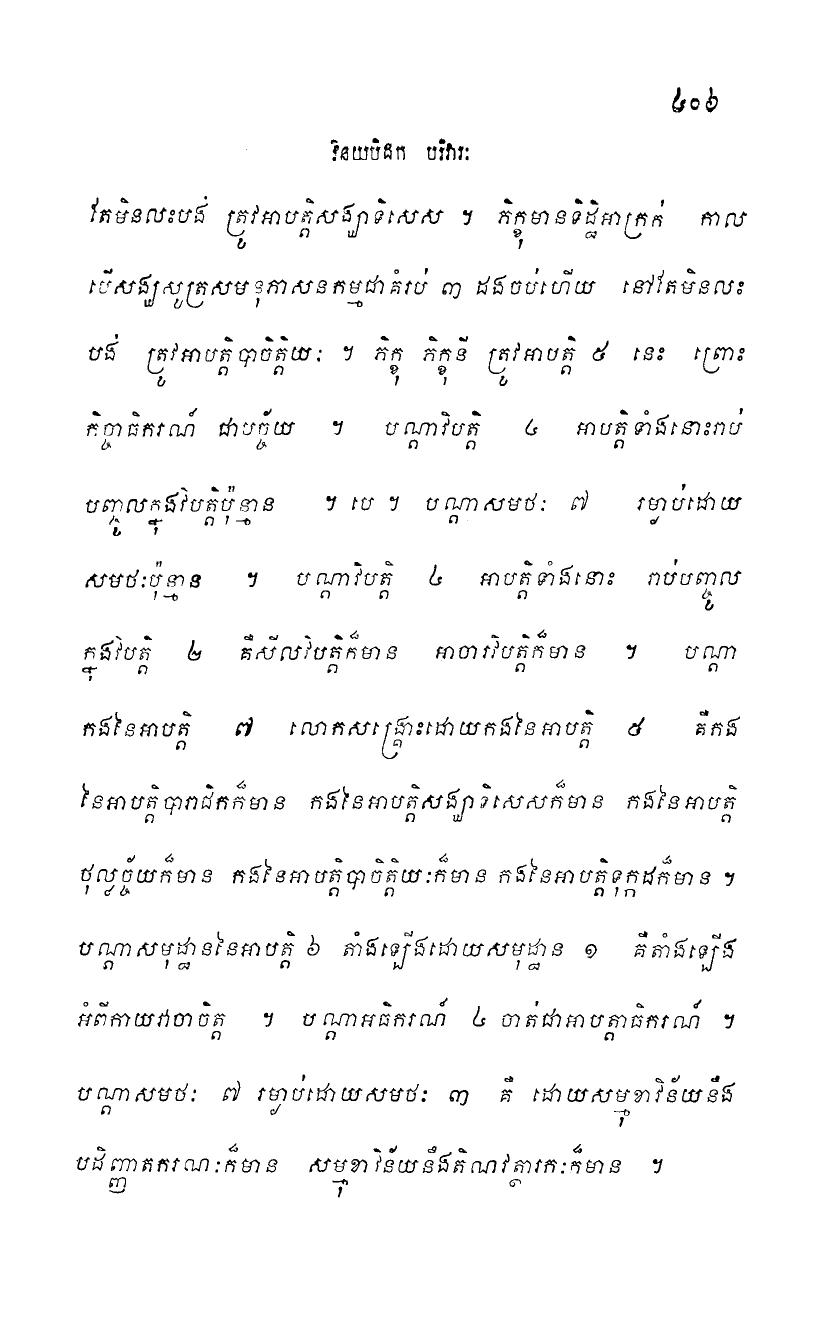 ៤០៦
វិនយបិដក បរិវារៈ
តែមិនលះបង់ ត្រូវអាបត្តិសង្ឃាទិសេស ។ ភិក្ខុមានទិដ្ឋិអាក្រក់ កាល
បើសង្ឃសូត្រសមនុភាសនកម្មជាគំរប់ ៣ ដងចប់ហើយ នៅតែមិនលះ
បង់ ត្រូវអាបត្តិបាចិត្តិយៈ ។ ភិក្ខុ ភិក្ខុនី ត្រូវអាបត្តិ ៥ នេះ ព្រោះ
កិច្ចាធិករណ៍ ជាបច្ច័យ ។ បណ្តាវិបត្តិ ៤ អាបត្តិទាំងនោះរាប់
បញ្ចូលក្នុងវិបត្តិប៉ុន្មាន ។ បេ ។ បណ្តាសមថៈ ៧ រម្ងាប់ដោយ
សមថៈប៉ុន្មាន ។ បណ្តាវិបត្តិ ៤ អាបត្តិទាំងនោះ រាប់បញ្ចូល
ក្នុងវិបត្តិ ២ គឺសីលវិបត្តិក៏មាន អាចារវិបត្តិក៏មាន ។ បណ្តា
កងនៃអាបត្តិ ៧ លោកសង្គ្រោះដោយកងនៃអាបត្តិ ៥ គឺកង
នៃអាបត្តិបារាជិកក៏មាន កងនៃអាបត្តិសង្ឃាទិសេសក៏មាន កងនៃអាបត្តិ
ថុល្លច្ច័យក៏មាន កងនៃអាបត្តិបាចិត្តិយៈក៏មាន កងនៃអាបត្តិទុក្កដក៏មាន ។
បណ្តាសមុដ្ឋាននៃអាបត្តិ ៦ តាំងឡើងដោយសមុដ្ឋាន ១ គឺតាំងឡើង
អំពីកាយវាចាចិត្ត ។ បណ្តាអធិករណ៍ ៤ ចាត់ជាអាបត្តាធិករណ៍ ។
បណ្តាសមថៈ ៧ រម្ងាប់ដោយសមថៈ ៣ គឺ ដោយសម្មុខាវិន័យនឹង
បដិញ្ញាតករណៈក៏មាន សម្មុខាវិន័យនឹងតិណវត្ថារកៈក៏មាន ។